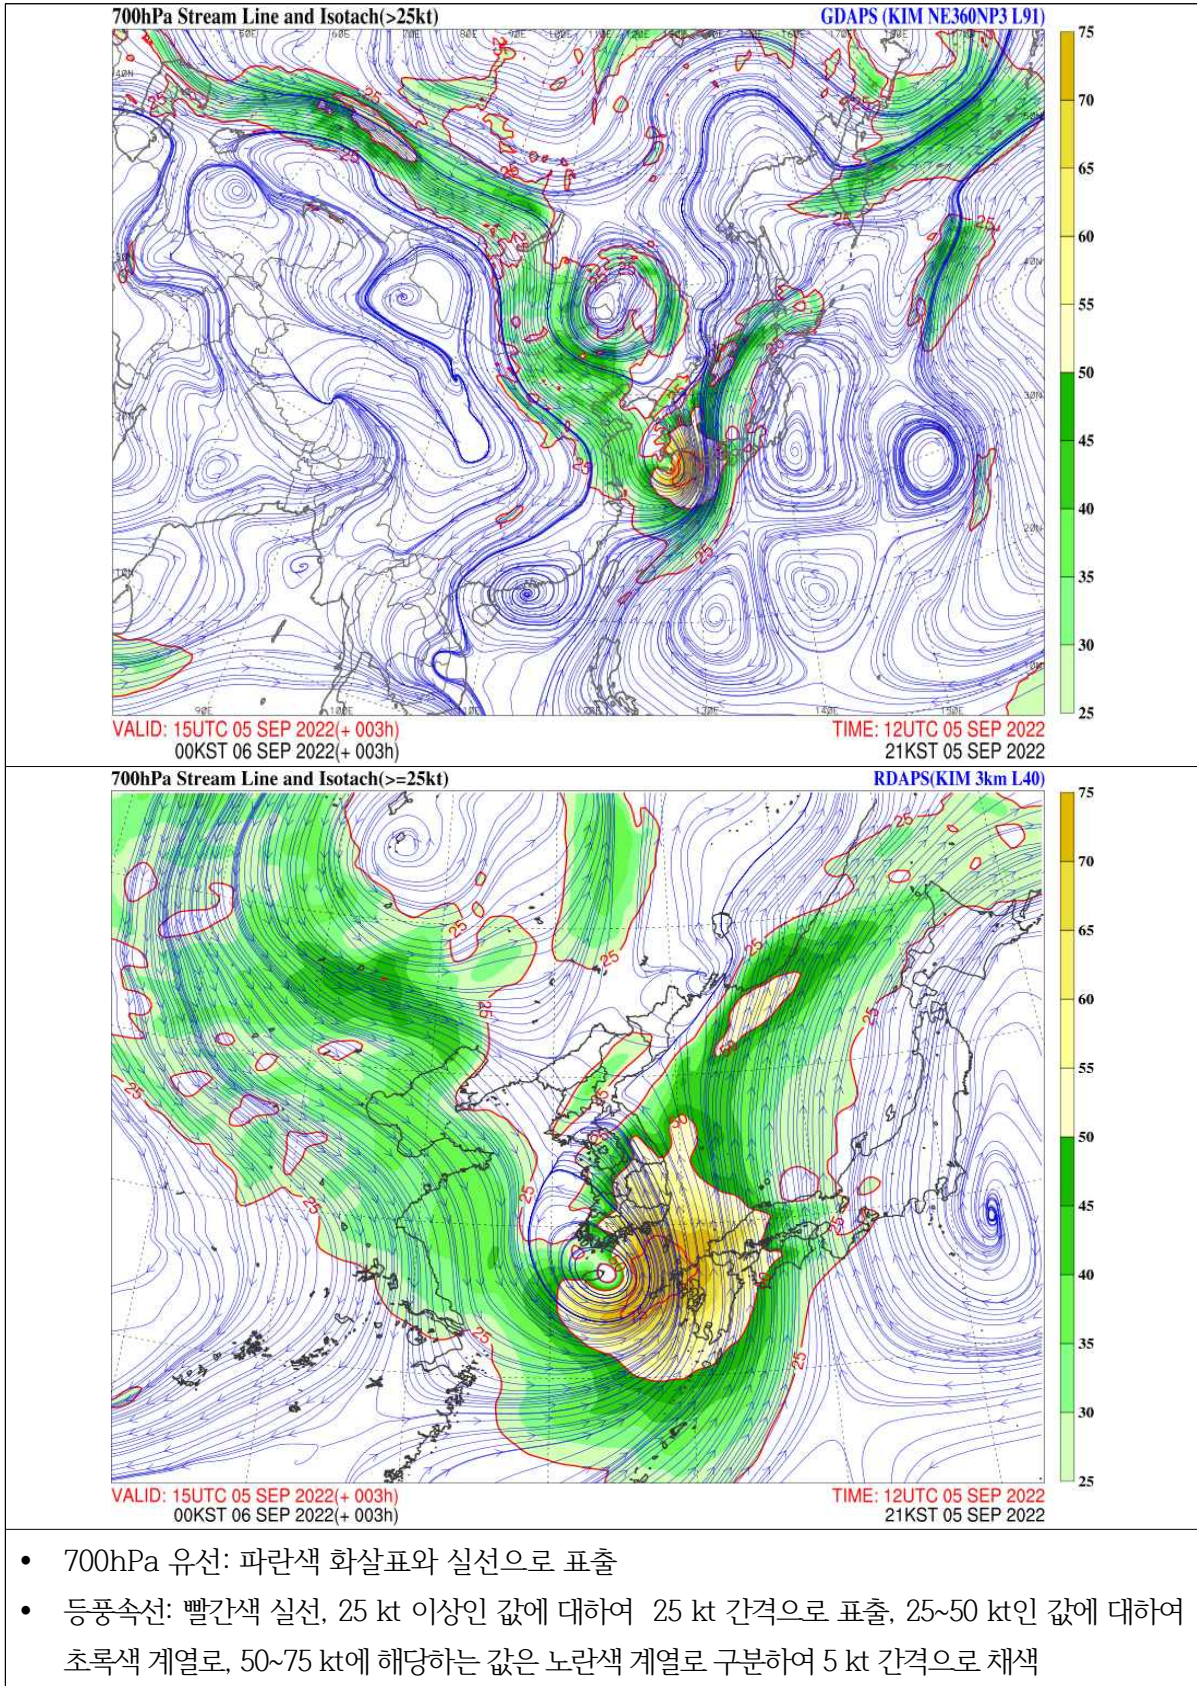 700hPa Stream Line and Isotach(>25kt) GDAPS (KIM NE360NP3 L91)
75
70
65
60
55
50
45
40
35
30
25
VALID: 15UTC 05 SEP 2022(+ 003h) TIME: 12UTC 05 SEP 2022
00KST 06 SEP 2022(+ 003h) 21KST 05 SEP 2022
700hPa Stream Line and Isotach(>=25kt) RDAPS(KIM 3km L40)
75
70
65
60
55
50
45
40
35
30
25
VALID: 15UTC 05 SEP 2022(+ 003h) TIME: 12UTC 05 SEP 2022
00KST 06 SEP 2022(+ 003h) 21KST 05 SEP 2022
• 700hPa 유선: 파란색 화살표와 실선으로 표출
• 등풍속선: 빨간색 실선, 25 kt 이상인 값에 대하여 25 kt 간격으로 표출, 25~50 kt인 값에 대하여
초록색 계열로, 50~75 kt에 해당하는 값은 노란색 계열로 구분하여 5 kt 간격으로 채색